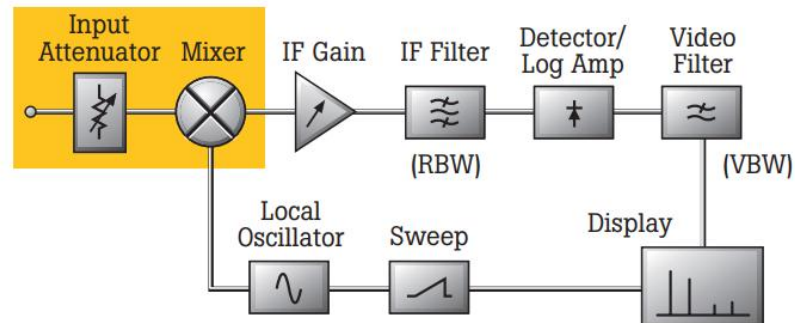 Input
Attenuator
Mixer
IF Gain
IF Filter
Detector/
Log Amp
Video
Filter
(RBW)
(VBW)
Local
Oscillator
Sweep
Display